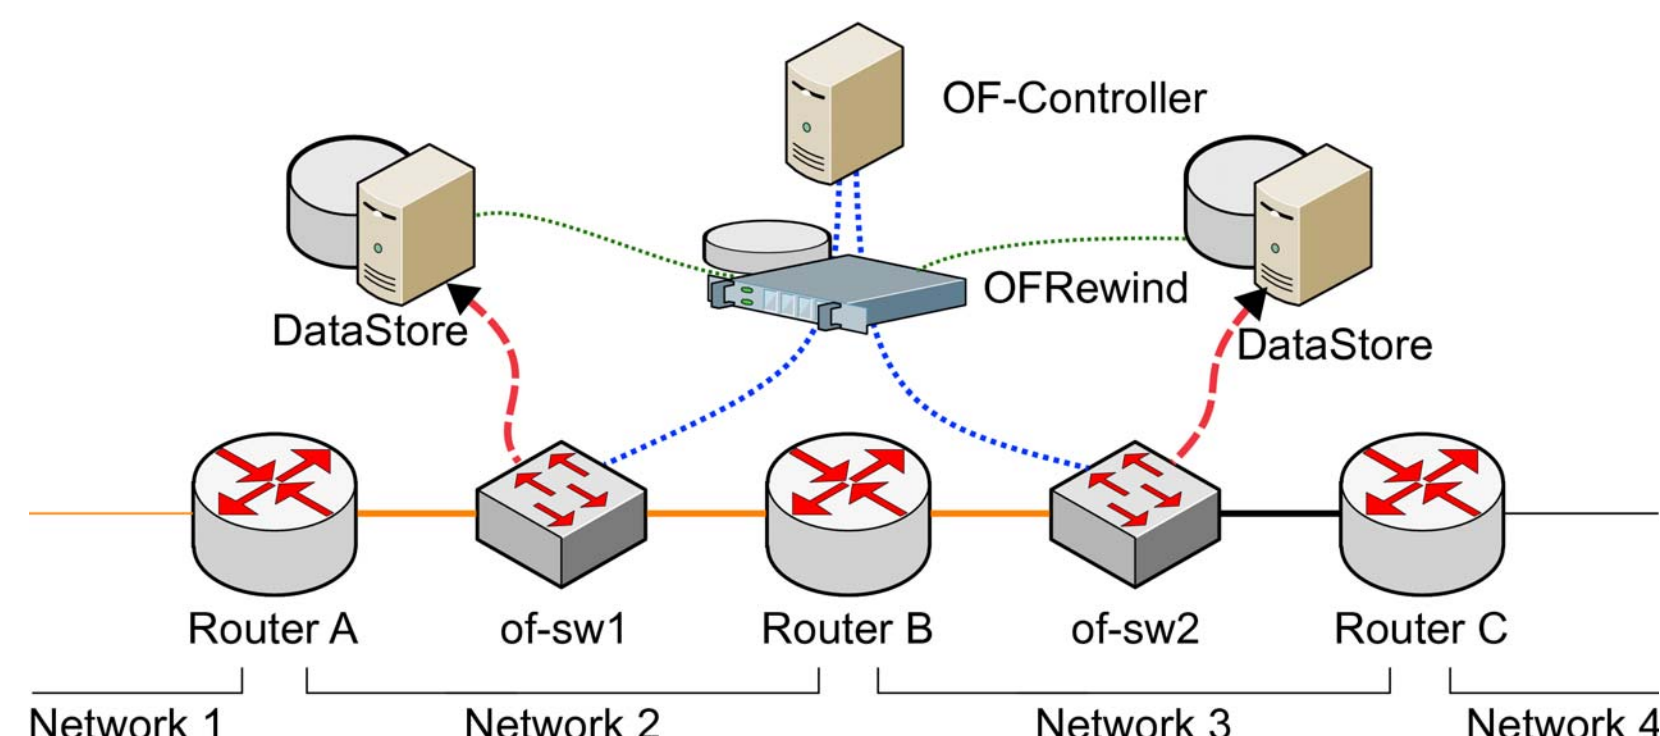 OF-Controller
OFRewind
DataStore
DataStore
Router A
of-sw1
Router B
of-sw2
Router C
Network 1
Network 2
Network 3
Network 4